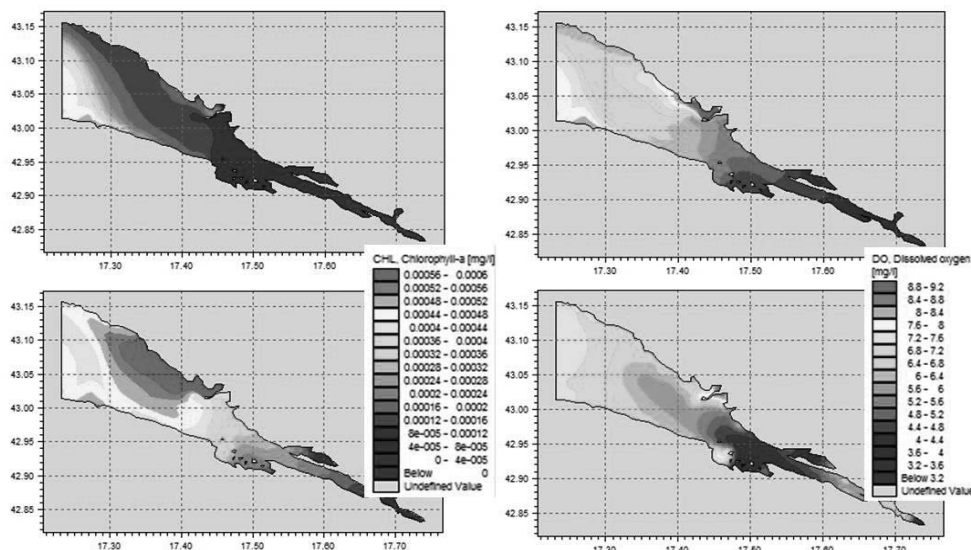 43.15
43.10
43.05
43.00
42.95
42.90
42.85
17.30 17.40 17.50 17.60
43.15
43.10
43.05
43.00
42.95
42.90
42.85
17.30 17.40 17.50 17.60
43.15
43.10
43.05
43.00
42.95
42.90
42.85
17.30 17.40 17.50 17.60 17.70
CHL, Chlorophyll-a [mg/l]
0.00056 - 0.0006
0.00052 - 0.00056
0.00048 - 0.00052
0.00044 - 0.00048
0.0004 - 0.00044
0.00036 - 0.0004
0.00032 - 0.00036
0.00028 - 0.00032
0.00024 - 0.00028
0.0002 - 0.00024
0.00016 - 0.0002
0.00012 - 0.00016
8e-005 - 0.00012
4e-005 - 8e-005
0 - 4e-005
Below 0
Undefined Value
43.15
43.10
43.05
43.00
42.95
42.90
42.85
17.30 17.40 17.50 17.60 17.70
DO, Dissolved oxygen
[mg/l]
8.8 - 9.2
8.4 - 8.8
8 - 8.4
7.6 - 8
7.2 - 7.6
6.8 - 7.2
6.4 - 6.8
6 - 6.4
5.6 - 6
5.2 - 5.6
4.8 - 5.2
4.4 - 4.8
4 - 4.4
3.6 - 4
3.2 - 3.6
Below 3.2
Undefined Value